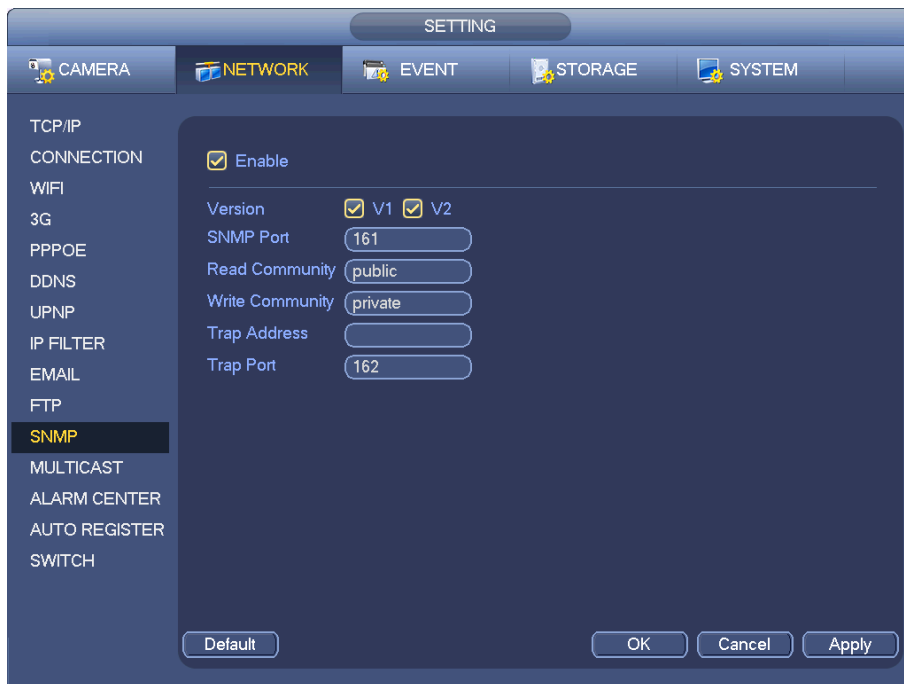 SETTING
CAMERA NETWORK EVENT STORAGE SYSTEM
TCP/IP
CONNECTION
WIFI
3G
PPPOE
DDNS
UPNP
IP FILTER
EMAIL
FTP
SNMP
MULTICAST
ALARM CENTER
AUTO REGISTER
SWITCH
Enable
Version V1 V2
SNMP Port 161
Read Community public
Write Community private
Trap Address
Trap Port 162
Default OK Cancel Apply